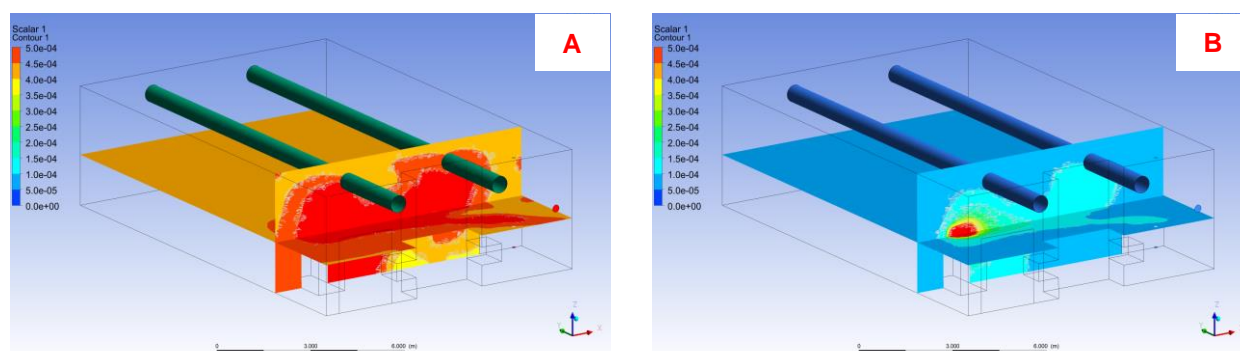 A
Scalar 1
Contour 1
5.0e-04
4.5e-04
4.0e-04
3.5e-04
3.0e-04
2.5e-04
2.0e-04
1.5e-04
1.0e-04
5.0e-05
0.0e+00
Z
Y X
0 3.000 6.000 (m)
B
Scalar 1
Contour 1
5.0e-04
4.5e-04
4.0e-04
3.5e-04
3.0e-04
2.5e-04
2.0e-04
1.5e-04
1.0e-04
5.0e-05
0.0e+00
Z
Y X
0 3.000 6.000 (m)